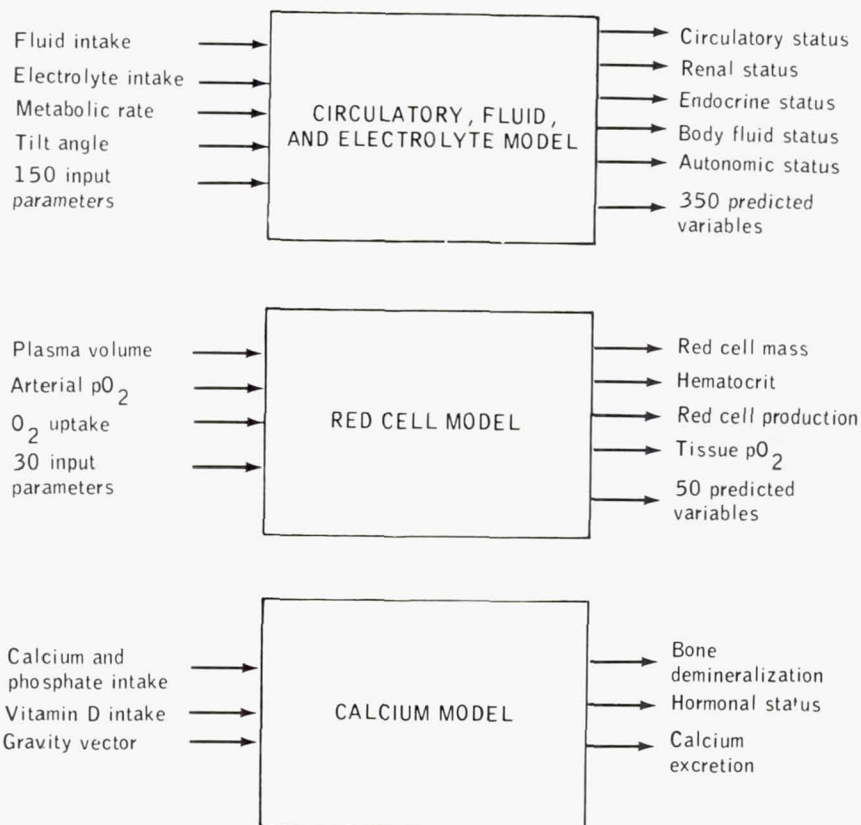 Fluid intake
Electrolyte intake
Metabolic rate
Tilt angle
150 input
parameters
CIRCULATORY, FLUID,
AND ELECTROLYTE MODEL
Circulatory status
Renal status
Endocrine status
Body fluid status
Autonomic status
350 predicted
variables
Plasma volume
Arterial pO2
O2 uptake
30 input
parameters
RED CELL MODEL
Red cell mass
Hematocrit
Red cell production
Tissue pO2
50 predicted
variables
Calcium and
phosphate intake
Vitamin D intake
Gravity vector
CALCIUM MODEL
Bone
demineralization
Hormonal status
Calcium
excretion